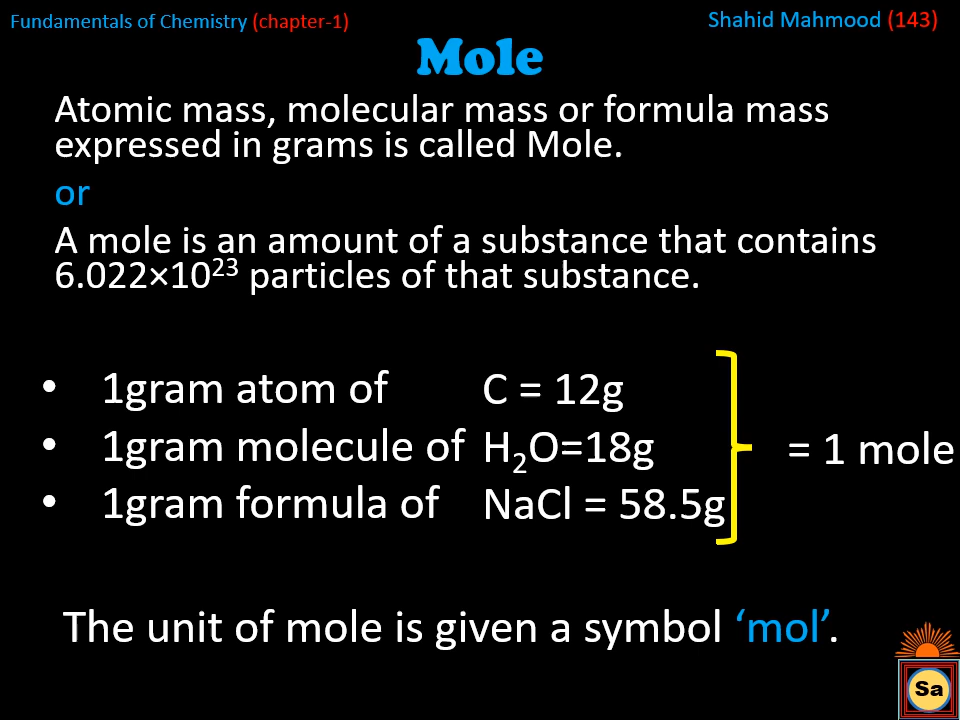 Fundamentals of Chemistry (chapter-1)
Shahid Mahmood (143)
Mole
Atomic mass, molecular mass or formula mass
expressed in grams is called Mole.
or
A mole is an amount of a substance that contains
6.022×10²³ particles of that substance.
• 1gram atom of C = 12g
• 1gram molecule of H₂O=18g = 1 mole
• 1gram formula of NaCl = 58.5g
The unit of mole is given a symbol ‘mol’.
Sa